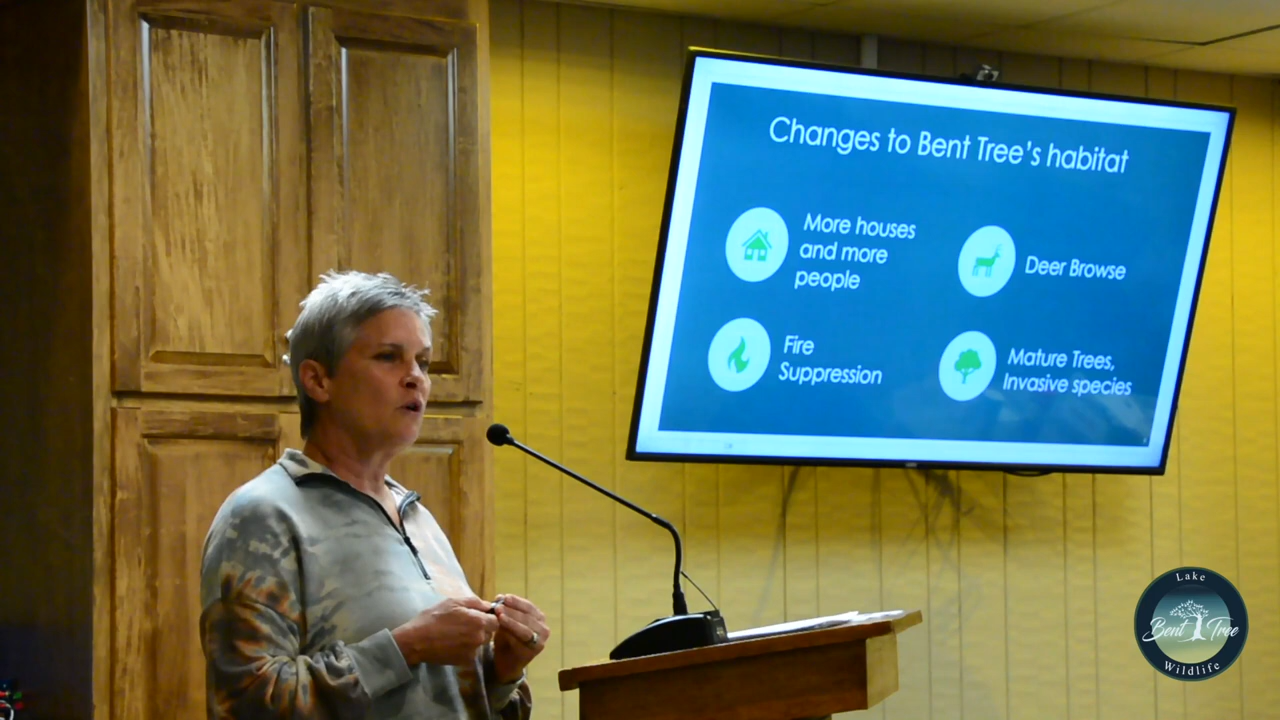 Changes to Bent Tree's habitat
More houses
and more
people
Deer Browse
Fire
Suppression
Mature Trees,
Invasive species
Lake
Bent Tree
Wildlife